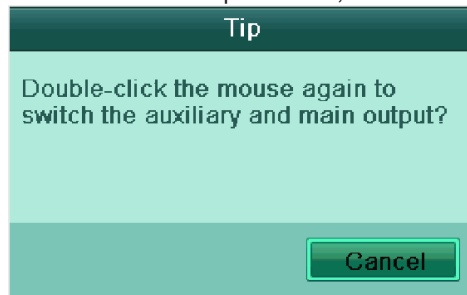 Tip
Double-click the mouse again to
switch the auxiliary and main output?
Cancel